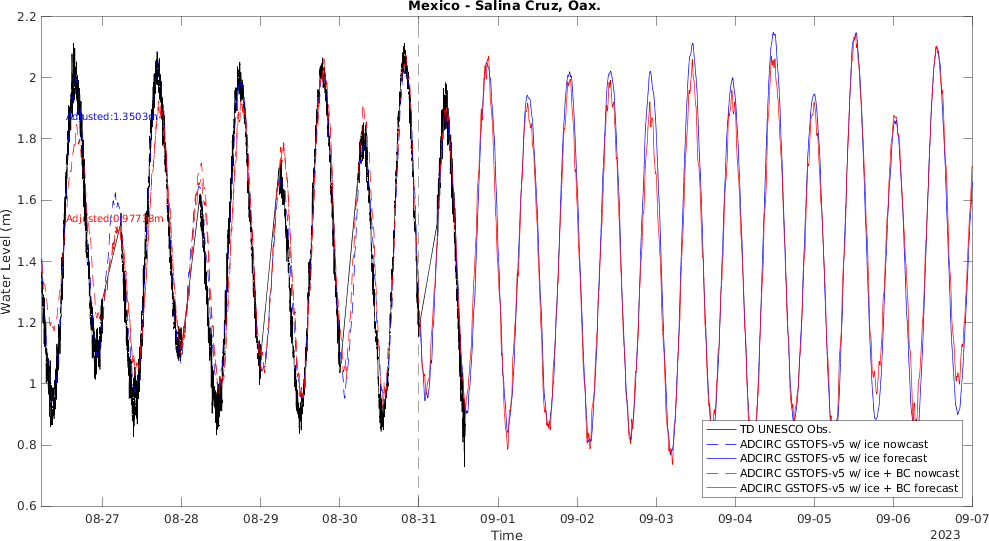 Mexico - Salina Cruz, Oax.
2.2
2
1.8
1.6
1.4
1.2
1
0.8
0.6
Water Level (m)
Adjusted:1.3503m
Adjusted:0.97738m
TD UNESCO Obs.
ADCIRC GSTOFS-v5 w/ ice nowcast
ADCIRC GSTOFS-v5 w/ ice forecast
ADCIRC GSTOFS-v5 w/ ice + BC nowcast
ADCIRC GSTOFS-v5 w/ ice + BC forecast
08-27 08-28 08-29 08-30 08-31 09-01 09-02 09-03 09-04 09-05 09-06 09-07
Time
2023